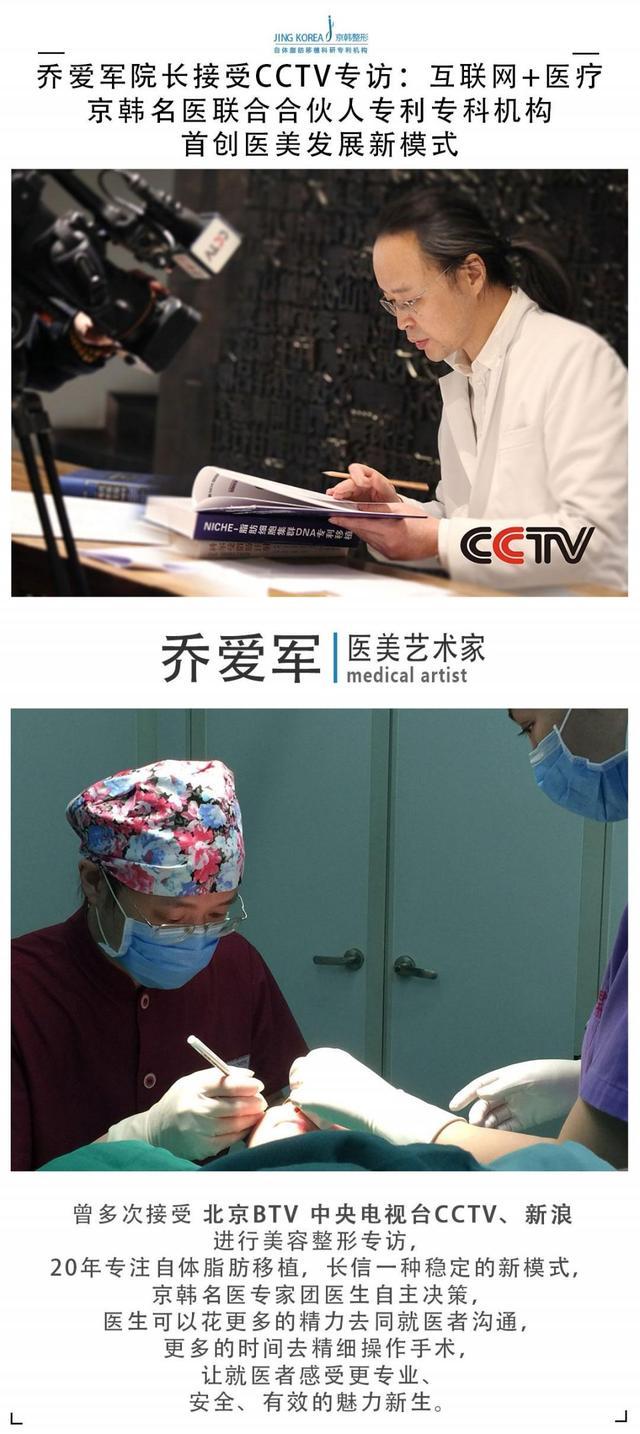 JING KOREA 京韩整形
自体脂肪移植科研专利机构
乔爱军院长接受CCTV专访：互联网+医疗
京韩名医联合合伙人专利专科机构
首创医美发展新模式
NICHE-脂肪细胞集群DNA专利移植
CCTV
乔爱军
医美艺术家
medical artist
曾多次接受 北京BTV 中央电视台CCTV、新浪
进行美容整形专访，
20年专注自体脂肪移植，长信一种稳定的新模式，
京韩名医专家团医生自主决策，
医生可以花更多的精力去同就医者沟通，
更多的时间去精细操作手术，
让就医者感受更专业、
安全、有效的魅力新生。